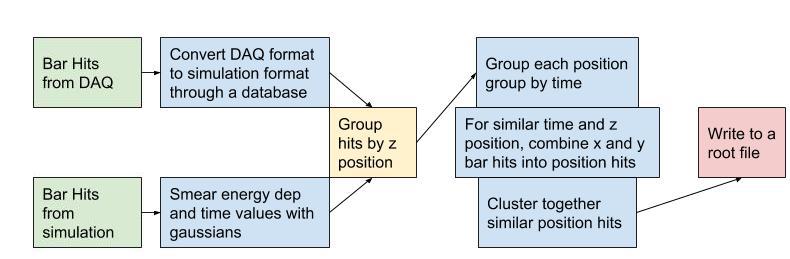 Bar Hits
from DAQ
Convert DAQ format
to simulation format
through a database
Bar Hits
from
simulation
Smear energy dep
and time values with
gaussians
Group
hits by z
position
Group each position
group by time
For similar time and z
position, combine x and y
bar hits into position hits
Cluster together
similar position hits
Write to a
root file